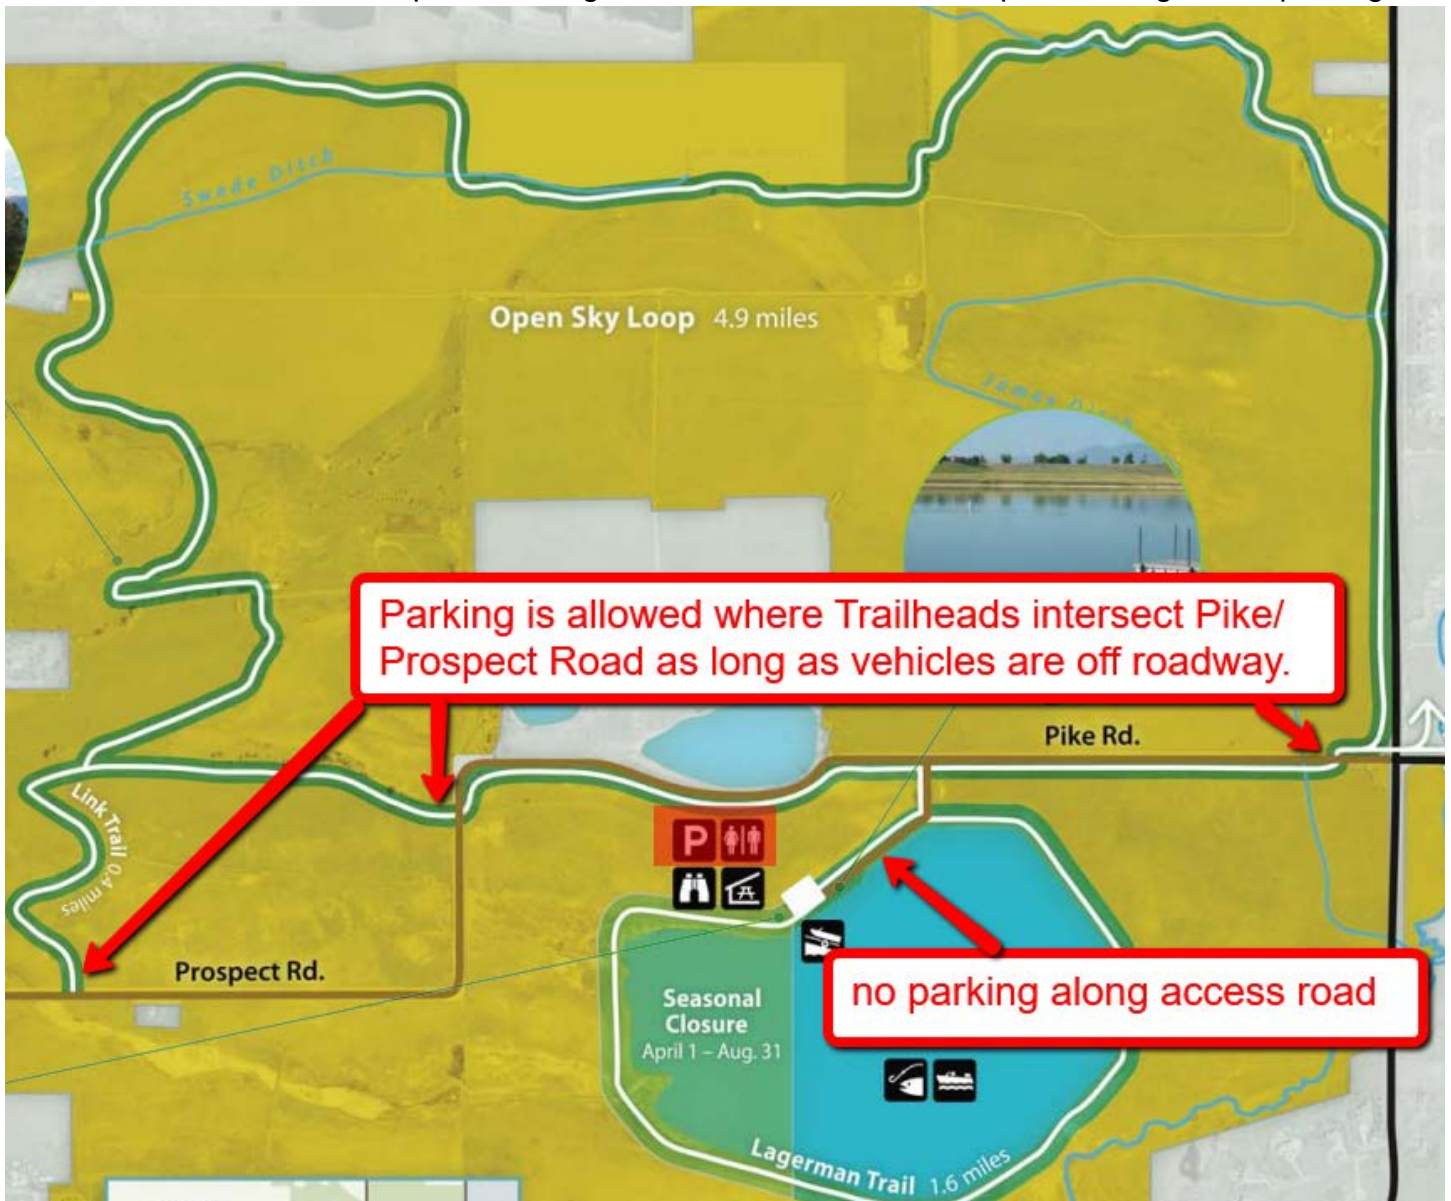 Swede Ditch
Open Sky Loop 4.9 miles
James Ditch
Parking is allowed where Trailheads intersect Pike/
Prospect Road as long as vehicles are off roadway.
Pike Rd.
Link Trail 0.4 miles
P
Prospect Rd.
no parking along access road
Seasonal
Closure
April 1 – Aug. 31
Lagerman Trail 1.6 miles